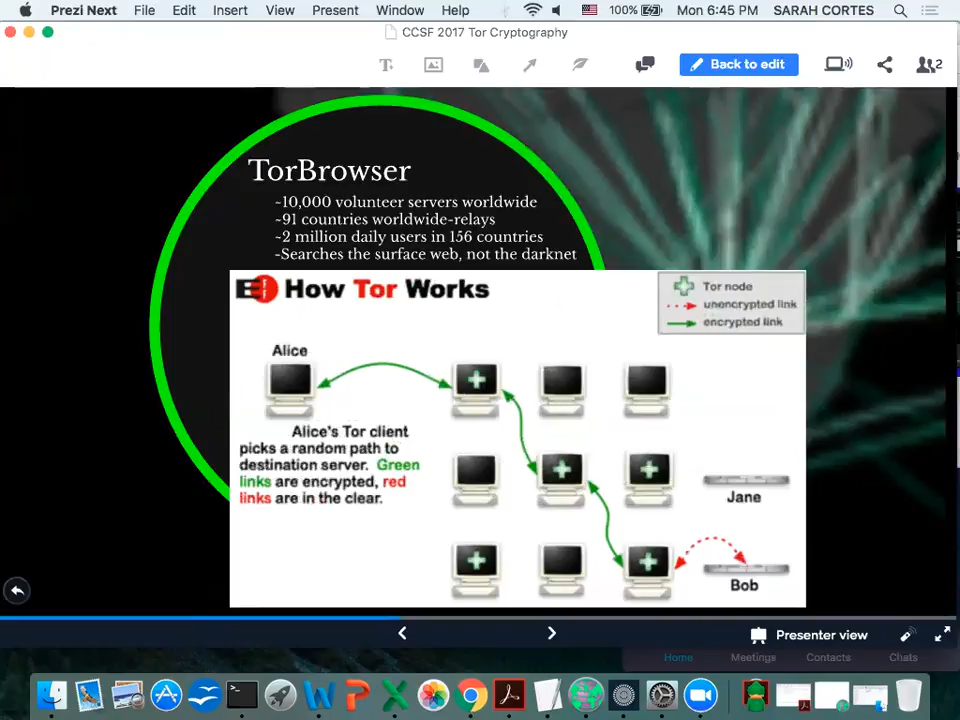 Prezi Next File Edit Insert View Present Window Help 100% Mon 6:45 PM SARAH CORTES
CCSF 2017 Tor Cryptography
Back to edit
2
TorBrowser
~10,000 volunteer servers worldwide
~91 countries worldwide-relays
~2 million daily users in 156 countries
-Searches the surface web, not the darknet
How Tor Works
Tor node
unencrypted link
encrypted link
Alice
Alice's Tor client
picks a random path to
destination server. Green
links are encrypted, red
links are in the clear.
Jane
Bob
Presenter view
Home Meetings Contacts Chats